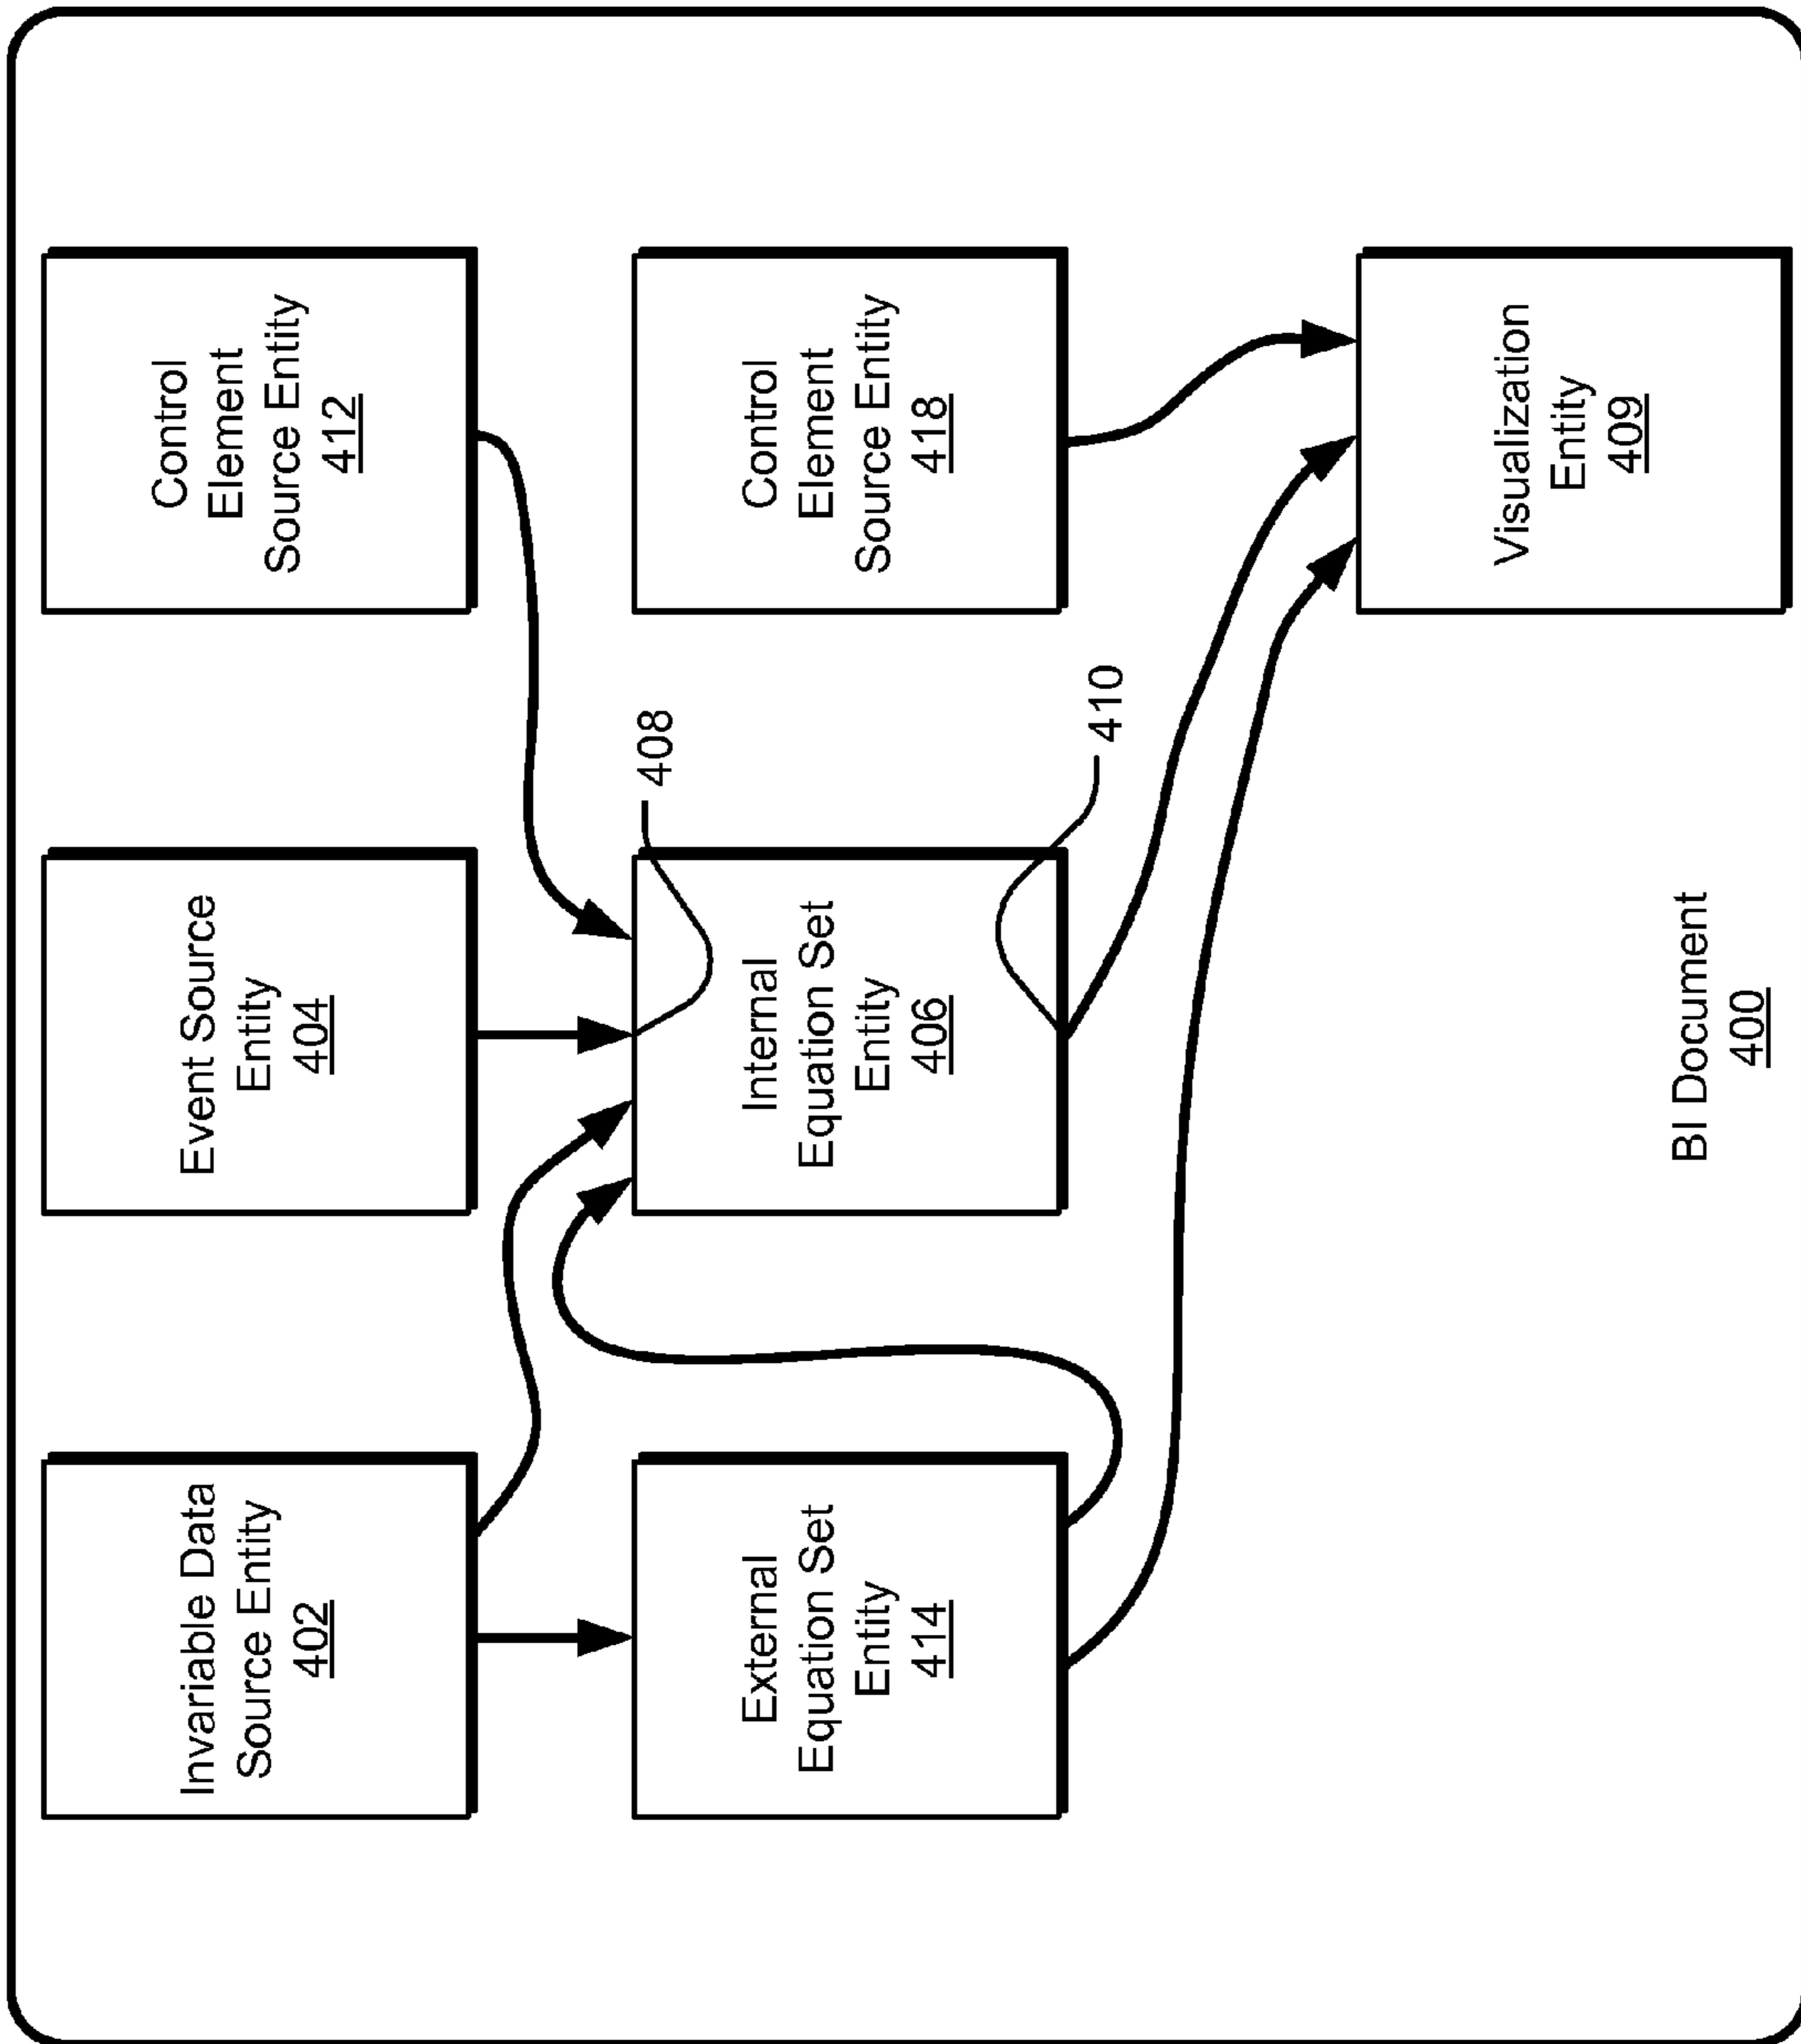 Invariable Data
Source Entity
402
Event Source
Entity
404
Control
Element
Source Entity
412
External
Equation Set
Entity
414
Internal
Equation Set
Entity
406
408
410
Control
Element
Source Entity
418
Visualization
Entity
409
BI Document
400